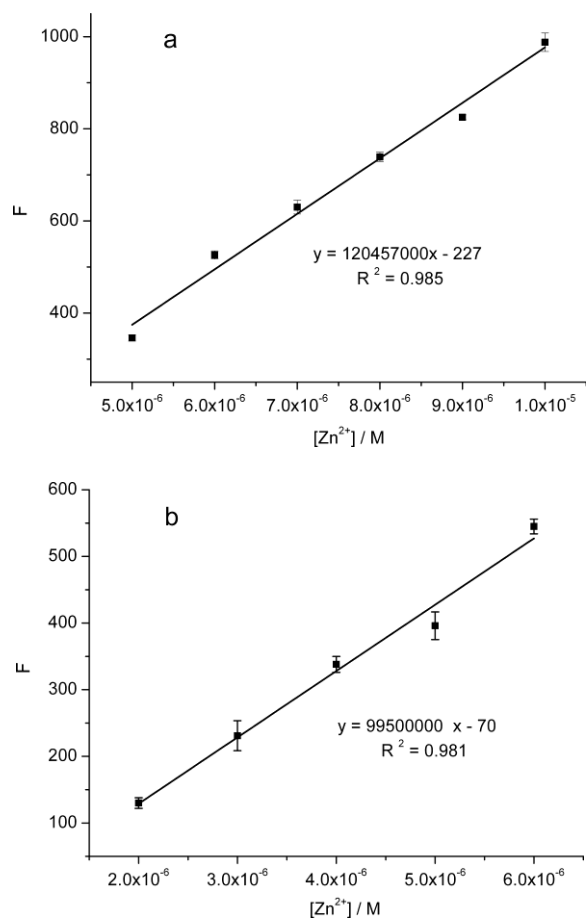 a
1000
800
600
400
F
y = 120457000x - 227
R² = 0.985
5.0x10⁻⁶ 6.0x10⁻⁶ 7.0x10⁻⁶ 8.0x10⁻⁶ 9.0x10⁻⁶ 1.0x10⁻⁵
[Zn²⁺] / M
b
600
500
400
300
200
100
F
y = 99500000 x - 70
R² = 0.981
2.0x10⁻⁶ 3.0x10⁻⁶ 4.0x10⁻⁶ 5.0x10⁻⁶ 6.0x10⁻⁶
[Zn²⁺] / M